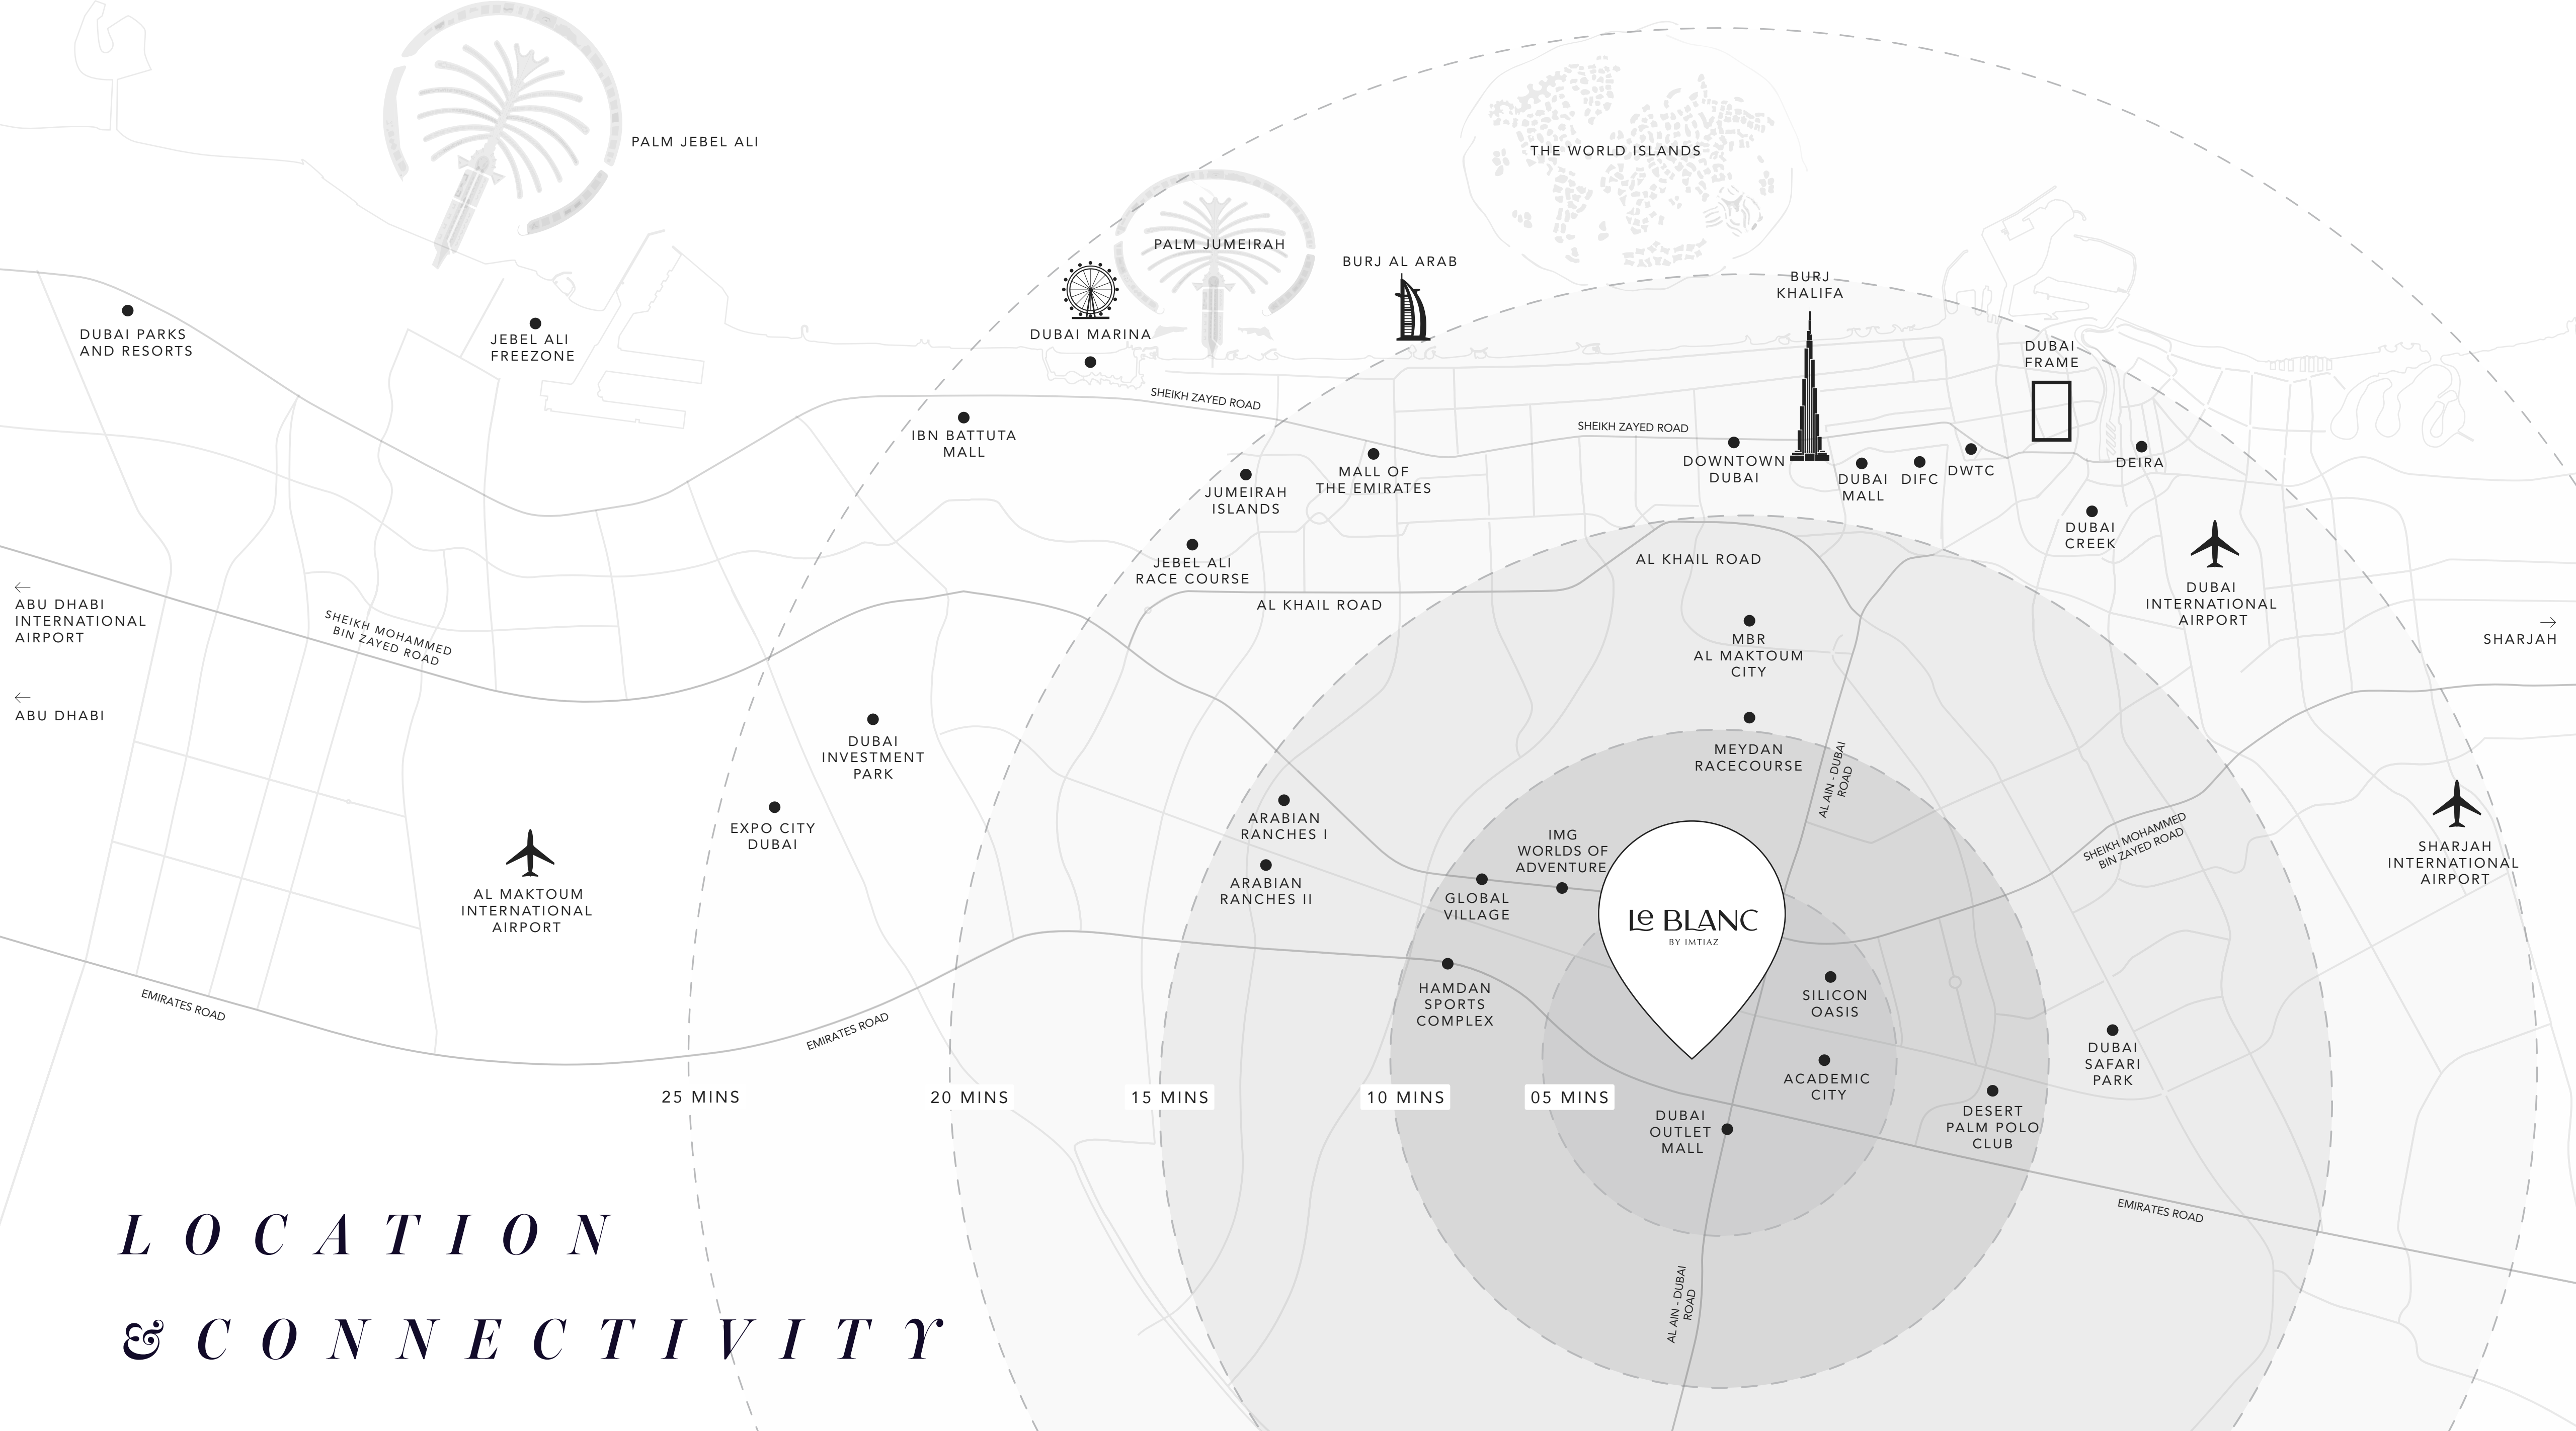 PALM JEBEL ALI
THE WORLD ISLANDS
PALM JUMEIRAH
BURJ AL ARAB
BURJ
KHALIFA
DUBAI PARKS
AND RESORTS
JEBEL ALI
FREEZONE
DUBAI MARINA
DUBAI
FRAME
SHEIKH ZAYED ROAD
SHEIKH ZAYED ROAD
IBN BATTUTA
MALL
JUMEIRAH
ISLANDS
MALL OF
THE EMIRATES
DOWNTOWN
DUBAI
DUBAI
MALL
DIFC
DWTC
DEIRA
DUBAI
CREEK
JEBEL ALI
RACE COURSE
AL KHAIL ROAD
AL KHAIL ROAD
DUBAI
INTERNATIONAL
AIRPORT
←
ABU DHABI
INTERNATIONAL
AIRPORT
SHEIKH MOHAMMED
BIN ZAYED ROAD
→
SHARJAH
MBR
AL MAKTOUM
CITY
←
ABU DHABI
DUBAI
INVESTMENT
PARK
MEYDAN
RACECOURSE
AL AIN - DUBAI
ROAD
EXPO CITY
DUBAI
ARABIAN
RANCHES I
ARABIAN
RANCHES II
IMG
WORLDS OF
ADVENTURE
GLOBAL
VILLAGE
SHEIKH MOHAMMED
BIN ZAYED ROAD
SHARJAH
INTERNATIONAL
AIRPORT
AL MAKTOUM
INTERNATIONAL
AIRPORT
Le BLANC
BY IMTIAZ
HAMDAN
SPORTS
COMPLEX
SILICON
OASIS
EMIRATES ROAD
EMIRATES ROAD
DUBAI
SAFARI
PARK
ACADEMIC
CITY
25 MINS
20 MINS
15 MINS
10 MINS
05 MINS
DUBAI
OUTLET
MALL
DESERT
PALM POLO
CLUB
EMIRATES ROAD
AL AIN - DUBAI
ROAD
LOCATION
& CONNECTIVITY